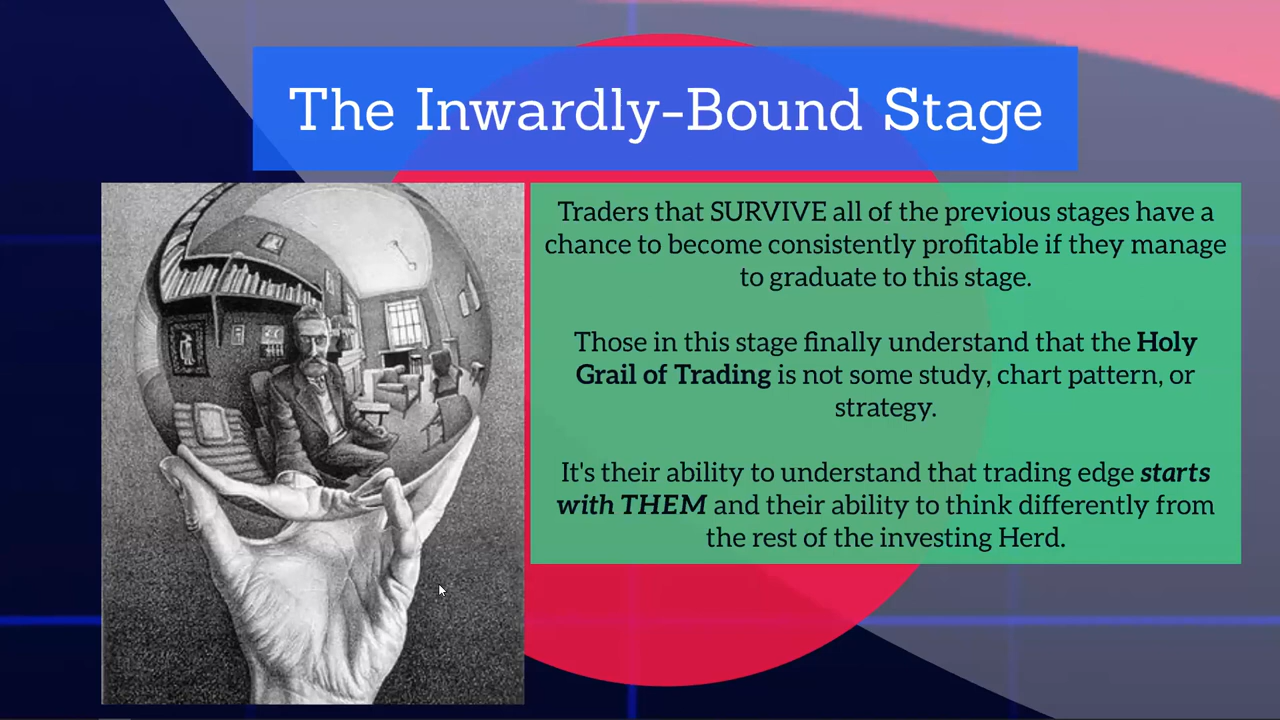 The Inwardly-Bound Stage
Traders that SURVIVE all of the previous stages have a
chance to become consistently profitable if they manage
to graduate to this stage.
Those in this stage finally understand that the Holy
Grail of Trading is not some study, chart pattern, or
strategy.
It's their ability to understand that trading edge starts
with THEM and their ability to think differently from
the rest of the investing Herd.